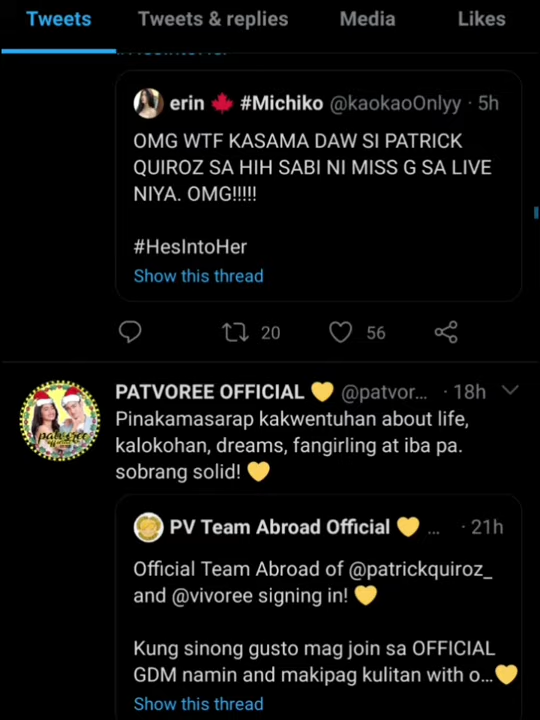 Tweets Tweets & replies Media Likes
#HesIntoHer
erin 🍁 #Michiko @kaokaoOnlyy · 5h
OMG WTF KASAMA DAW SI PATRICK
QUIROZ SA HIH SABI NI MISS G SA LIVE
NIYA. OMG!!!!!
#HesIntoHer
Show this thread
20 56
PATVOREE OFFICIAL 💛 @patvor... · 18h
Pinakamasarap kakwentuhan about life,
kalokohan, dreams, fangirling at iba pa.
sobrang solid! 💛
patvoree
PV Team Abroad Official 💛 ... · 21h
Official Team Abroad of @patrickquiroz_
and @vivoree signing in! 💛
Kung sinong gusto mag join sa OFFICIAL
GDM namin and makipag kulitan with o...💛
Show this thread